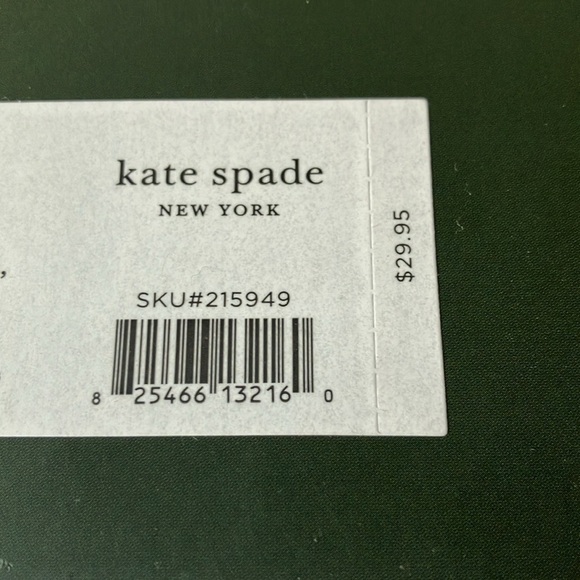 kate spade
NEW YORK
,
SKU#215949
8 25466 13216 0
$29.95